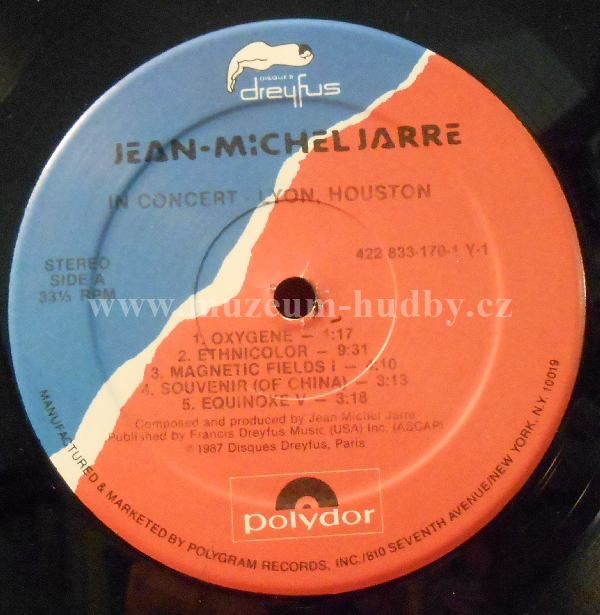 DISQUES
dreyfus
JEAN-MICHEL JARRE
IN CONCERT - LYON, HOUSTON
STEREO
SIDE A
33⅓ RPM
422 833-170-1 Y-1
www.muzeum-hudby.cz
1. OXYGENE – 1:17
2. ETHNICOLOR – 9:31
3. MAGNETIC FIELDS I –
4. SOUVENIR (OF CHINA) – 3:13
5. EQUINOXE V – 3:18
Composed and produced by Jean Michel Jarre
Published by Francis Dreyfus Music (USA) Inc. (ASCAP)
℗ 1987 Disques Dreyfus, Paris
polydor
MANUFACTURED & MARKETED BY POLYGRAM RECORDS, INC./810 SEVENTH AVENUE/NEW YORK, N.Y. 10019